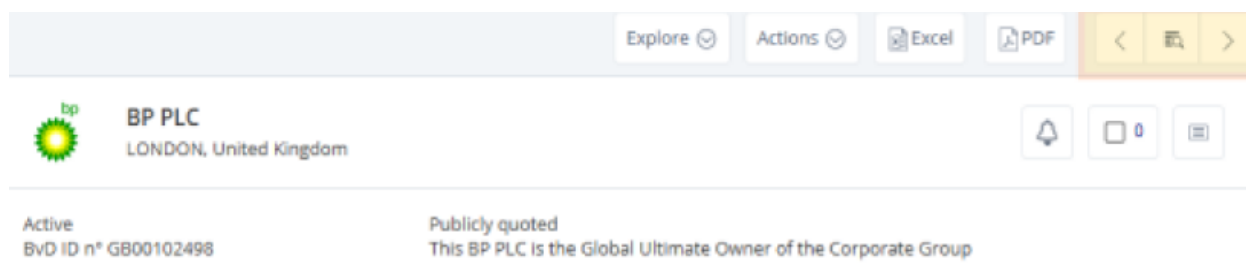 Explore Actions Excel PDF
bp
BP PLC
LONDON, United Kingdom
0
Active
BvD ID n° GB00102498
Publicly quoted
This BP PLC is the Global Ultimate Owner of the Corporate Group